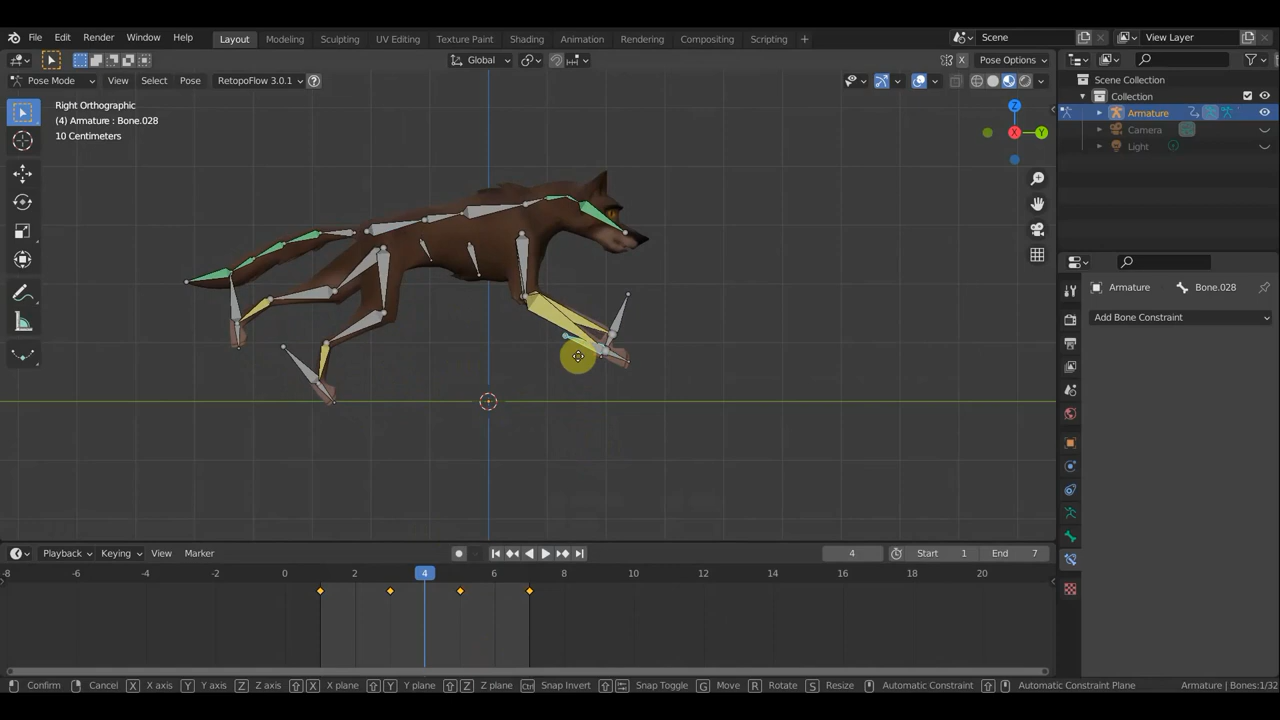 File Edit Render Window Help Layout Modeling Sculpting UV Editing Texture Paint Shading Animation Rendering Compositing Scripting + Scene View Layer
Global Pose Options
Pose Mode View Select Pose RetopoFlow 3.0.1
Scene Collection
Collection
Armature
Camera
Light
Right Orthographic
(4) Armature : Bone.028
10 Centimeters
Z
Y
X
Armature Bone.028
Add Bone Constraint
Playback Keying View Marker 4 Start 1 End 7
-8 -6 -4 -2 0 2 4 6 8 10 12 14 16 18 20
Confirm Cancel X X axis Y Y axis Z Z axis X X plane Y Y plane Z Z plane Ctrl Snap Invert Snap Toggle G Move R Rotate S Resize Automatic Constraint Automatic Constraint Plane Armature | Bones:1/32